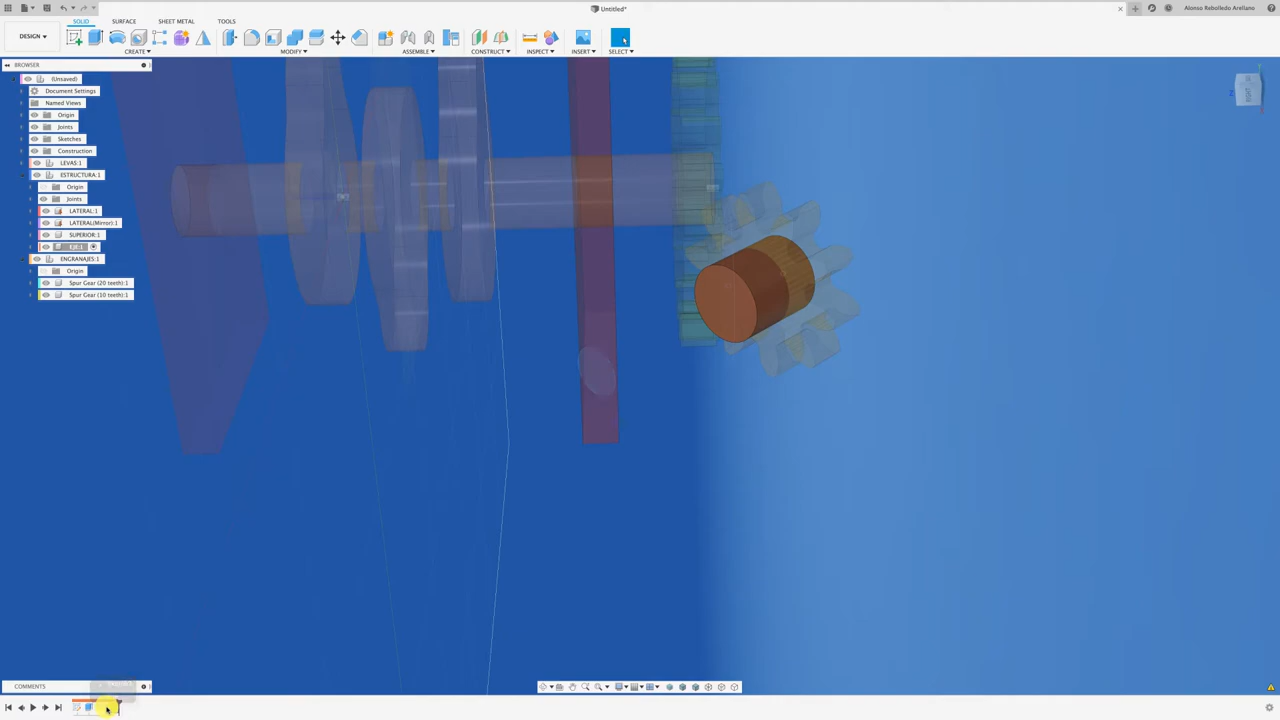 Untitled*
Alonso Rebolledo Arellano
DESIGN
SOLID
SURFACE
SHEET METAL
TOOLS
CREATE
MODIFY
ASSEMBLE
CONSTRUCT
INSPECT
INSERT
SELECT
BROWSER
(Unsaved)
Document Settings
Named Views
Origin
Joints
Sketches
Construction
LEVAS:1
ESTRUCTURA:1
Origin
Joints
LATERAL:1
LATERAL(Mirror):1
SUPERIOR:1
ENGRANAJES:1
Origin
Spur Gear (20 teeth):1
Spur Gear (10 teeth):1
RIGHT
Z
COMMENTS